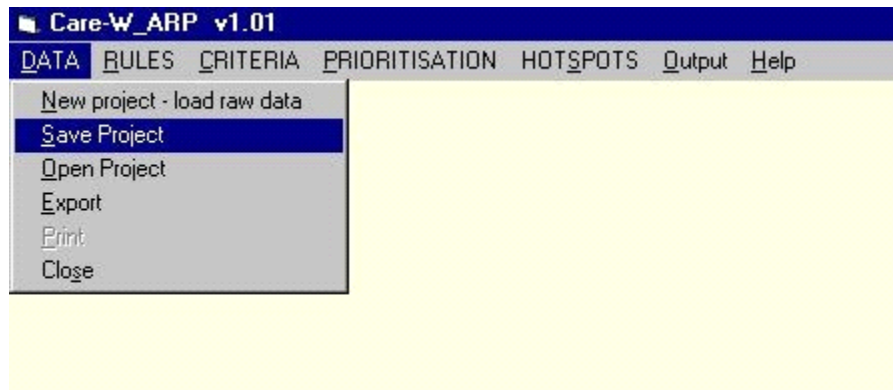 Care-W_ARP v1.01
DATA RULES CRITERIA PRIORITISATION HOTSPOTS Output Help
New project - load raw data
Save Project
Open Project
Export
Print
Close